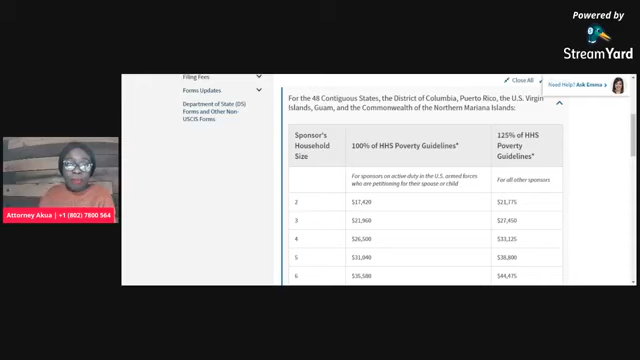 Powered by
StreamYard
Filing Fees
Forms Updates
Department of State (DS)
Forms and Other Non-
USCIS Forms
Close All
Need Help? Ask Emma
For the 48 Contiguous States, the District of Columbia, Puerto Rico, the U.S. Virgin
Islands, Guam, and the Commonwealth of the Northern Mariana Islands:
Sponsor's
Household
Size
100% of HHS Poverty Guidelines*
125% of HHS
Poverty
Guidelines*
For sponsors on active duty in the U.S. armed forces
who are petitioning for their spouse or child
For all other sponsors
2 $17,420 $21,775
3 $21,960 $27,450
4 $26,500 $33,125
5 $31,040 $38,800
6 $35,580 $44,475
Attorney Akua | +1 (802) 7800 564